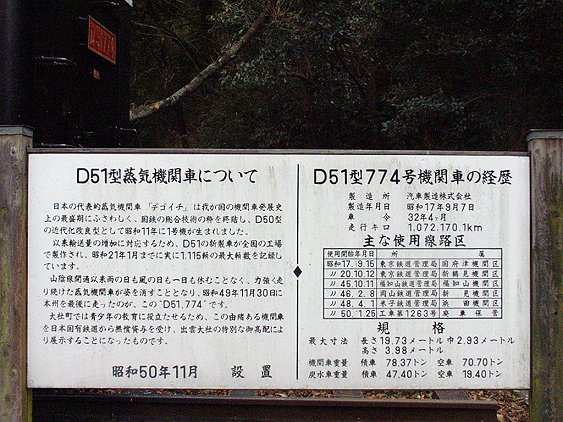 D51774
D51型蒸気機関車について
日本の代表的蒸気機関車「デゴイチ」は我が国の機関車発展史
上の最盛期にふさわしく、国鉄の総合技術の粋を終結し、D50型
の近代化改良型として昭和11年に1号機が生まれました。
以来輸送量の増加に対応するため、D51の新製車が全国の工場
で製作され、昭和21年1月までに実に1,115輌の最大輌数を記録し
ています。
山陰線開通以来雨の日も風の日も一日も休むことなく、力強く走
り続けた蒸気機関車が姿を消すこととなり、昭和49年11月30日に
本州を最後に走ったのが、この"D51,774"です。
大社町では青少年の教育に役立たせるため、この由緒ある機関車
を日本国有鉄道から無償貸与を受け、出雲大社の特別な御高配によ
り展示することになったものです。
昭和50年11月 設置
D51型774号機関車の経歴
製造所 汽車製造株式会社
製造年月日 昭和17年9月7日
車令 32年4ヶ月
走行キロ 1,072,170.1km
主な使用線路区
使用開始年月日 所属
昭和17.9.15 東京鉄道管理局 国府津機関区
〃20.10.12 東京鉄道管理局 新鶴見機関区
〃45.10.11 福知山鉄道管理局 福知山機関区
〃46.2.8 岡山鉄道管理局 新見機関区
〃48.4.1 米子鉄道管理局 浜田機関区
〃50.1.25 工車第1263号 廃車保管
規格
最大寸法 長さ19.73メートル 巾2.93メートル
高さ3.98メートル
機関車重量 積車 78.37トン 空車 70.70トン
炭水車重量 積車 47.40トン 空車 19.40トン